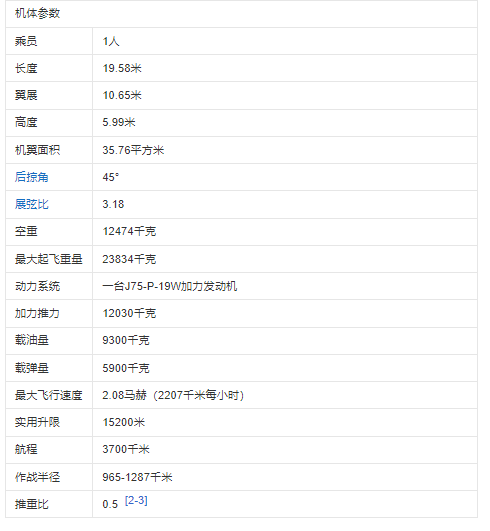 机体参数
乘员 1人
长度 19.58米
翼展 10.65米
高度 5.99米
机翼面积 35.76平方米
后掠角 45°
展弦比 3.18
空重 12474千克
最大起飞重量 23834千克
动力系统 一台J75-P-19W加力发动机
加力推力 12030千克
载油量 9300千克
载弹量 5900千克
最大飞行速度 2.08马赫（2207千米每小时）
实用升限 15200米
航程 3700千米
作战半径 965-1287千米
推重比 0.5 [2-3]